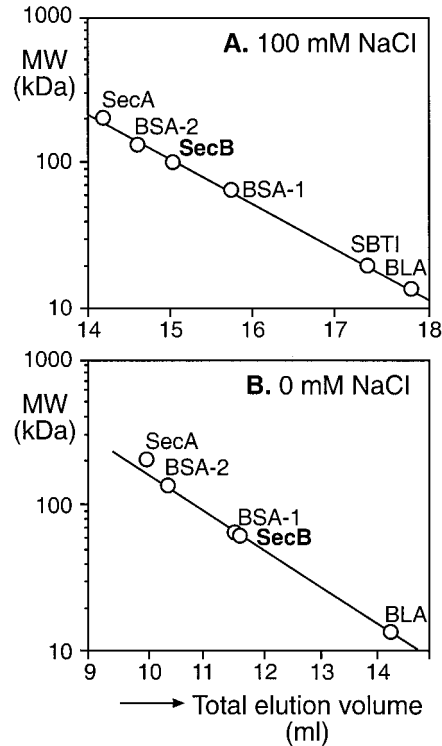 1000
A. 100 mM NaCl
MW
(kDa)
SecA
BSA-2
SecB
100
BSA-1
SBTI
BLA
10
14 15 16 17 18
1000
B. 0 mM NaCl
MW
(kDa)
SecA
BSA-2
100
BSA-1
SecB
BLA
10
9 10 11 12 13 14
Total elution volume
(ml)